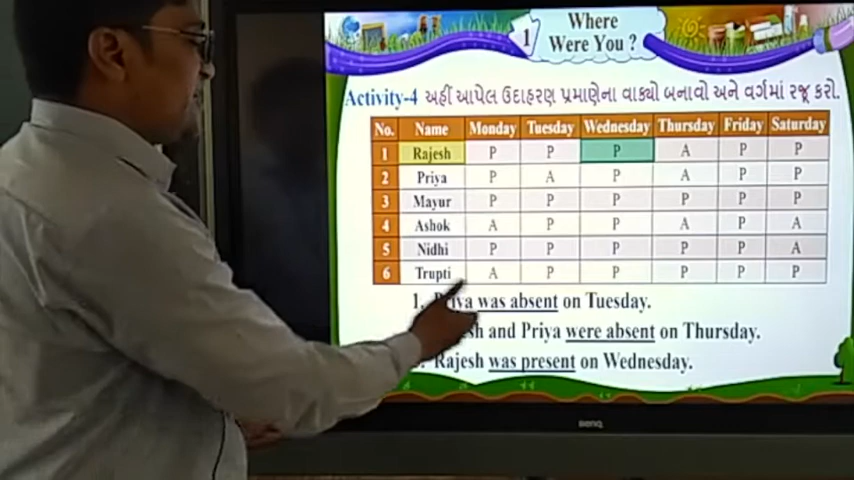 1
Where
Were You ?
Activity-4 અહીં આપેલ ઉદાહરણ પ્રમાણેના વાક્યો બનાવો અને વર્ગમાં રજૂ કરો.
No. Name Monday Tuesday Wednesday Thursday Friday Saturday
1 Rajesh P P P A P P
2 Priya P A P A P P
3 Mayur P P P P P P
4 Ashok A P P A P A
5 Nidhi P P P P P A
6 Trupti A P P P P P
1. Priya was absent on Tuesday.
and Priya were absent on Thursday.
Rajesh was present on Wednesday.
BenQ